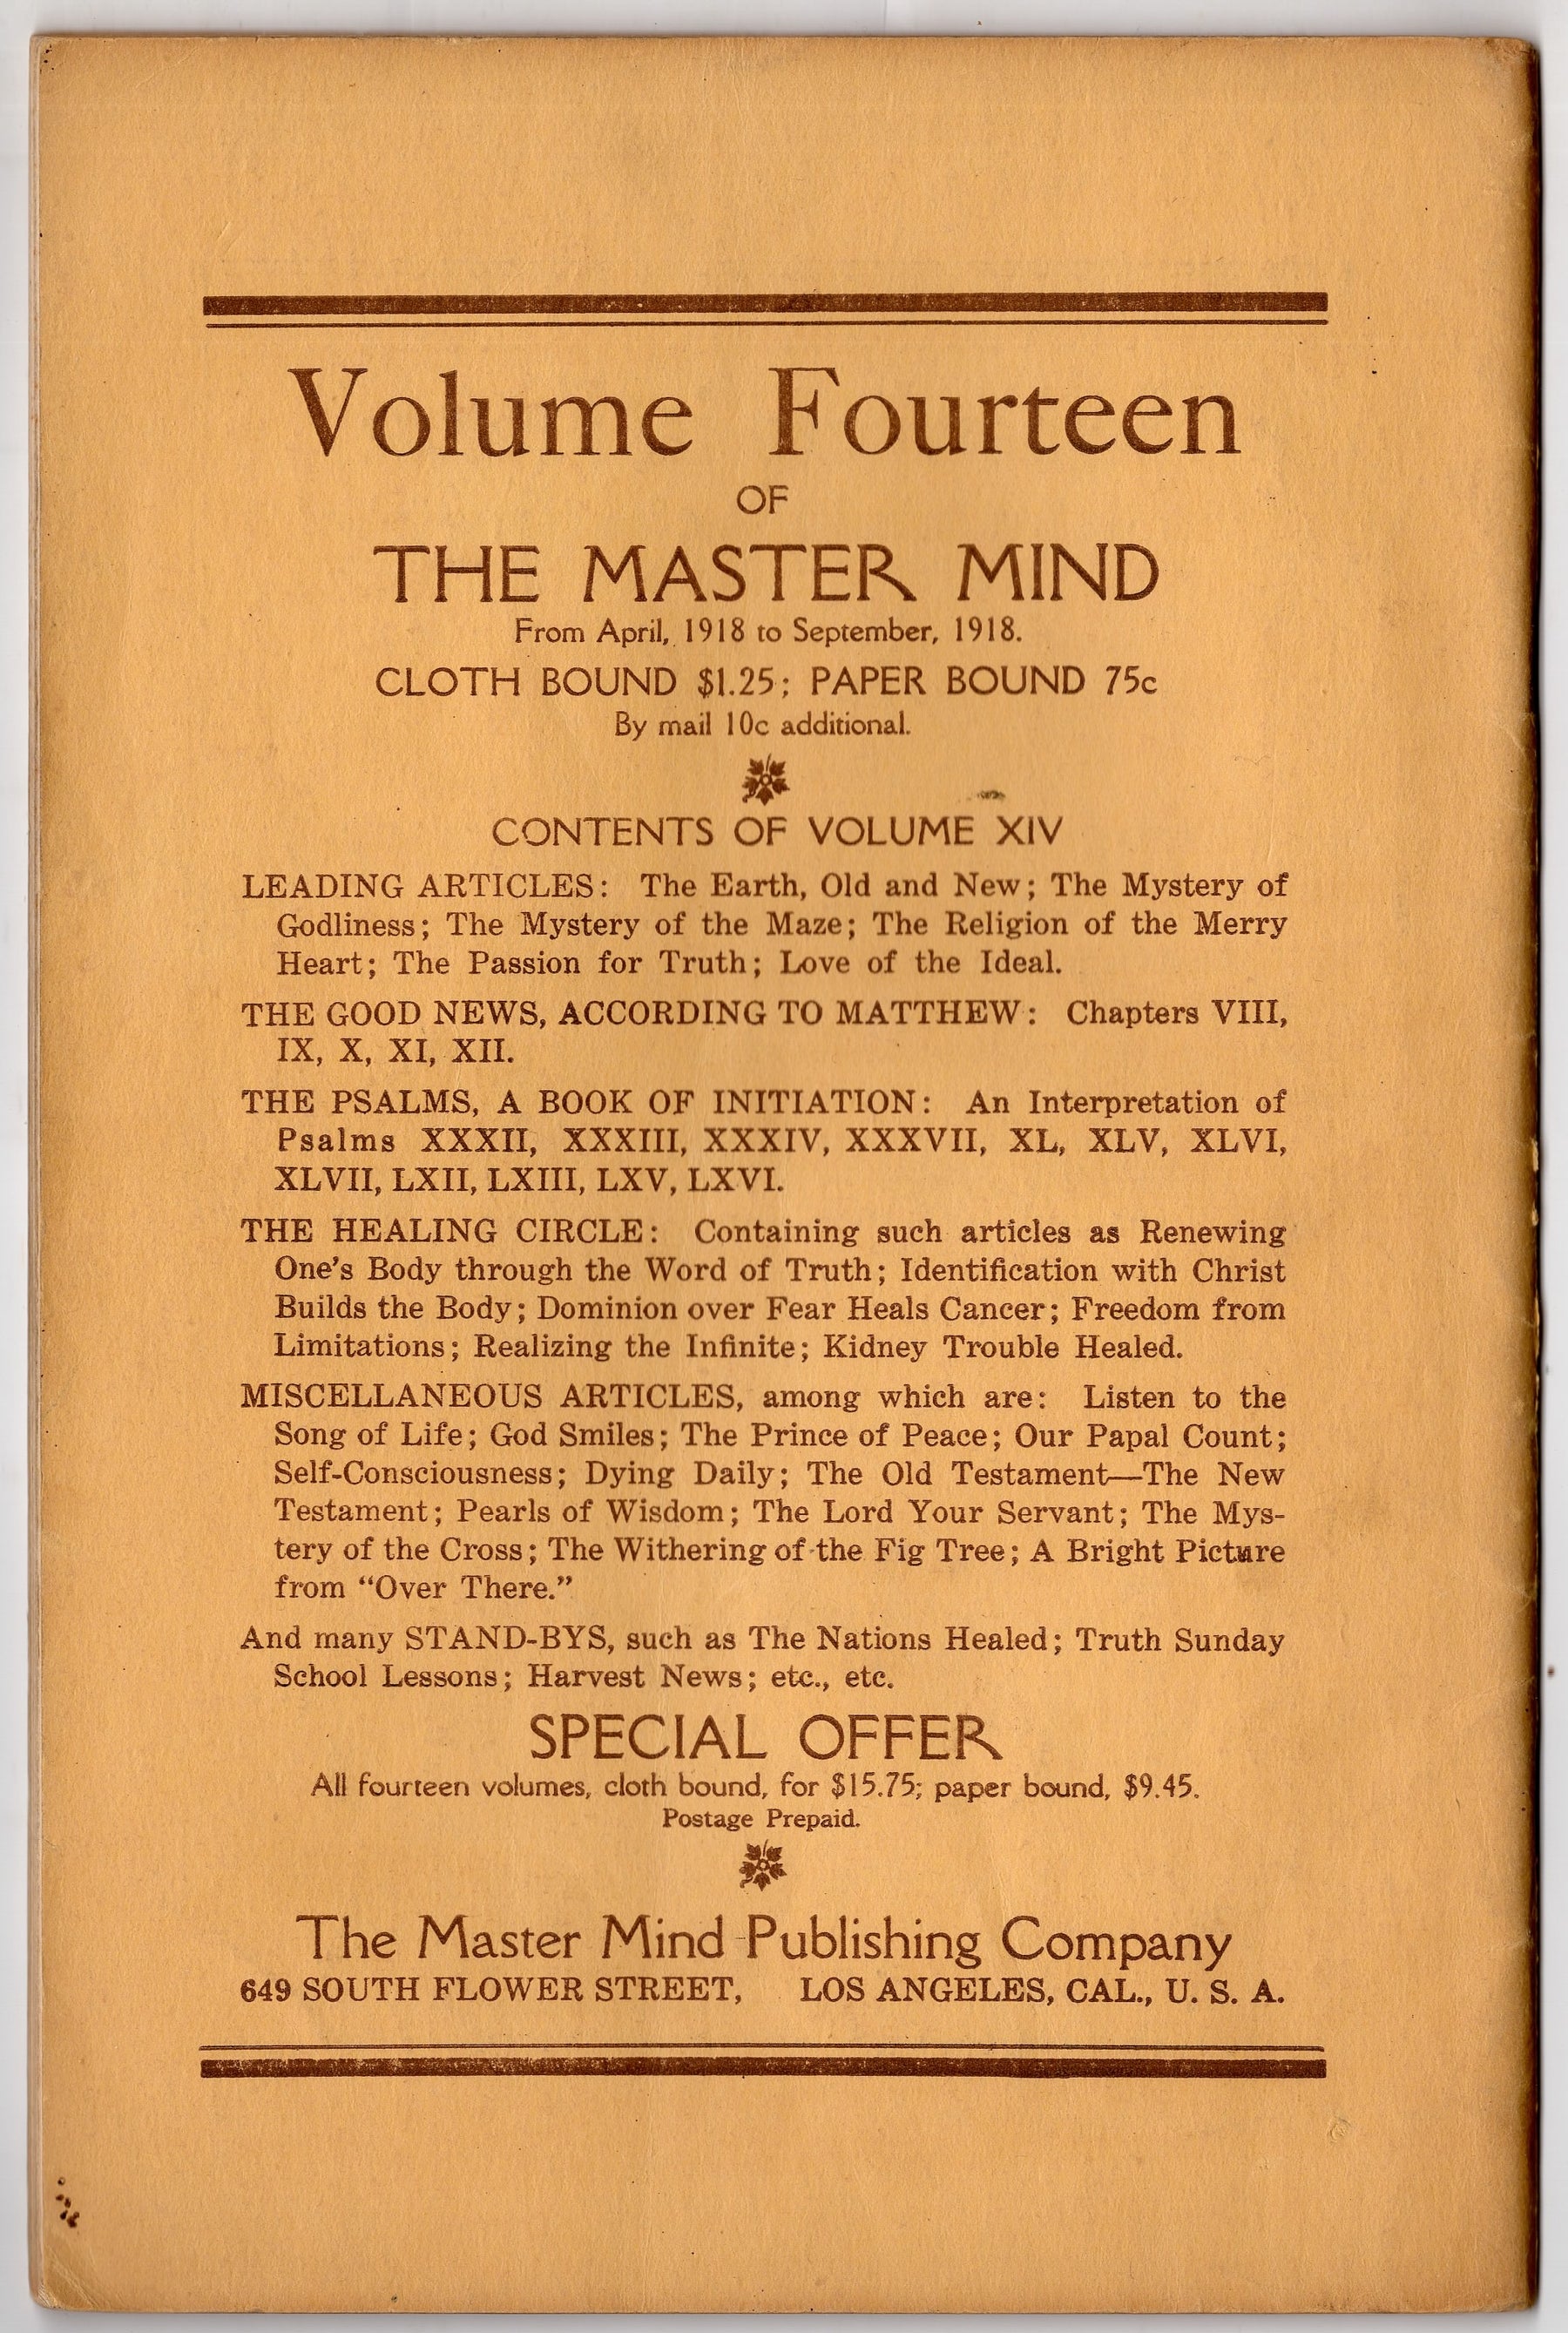 Volume Fourteen
OF
THE MASTER MIND
From April, 1918 to September, 1918.
CLOTH BOUND $1.25; PAPER BOUND 75c
By mail 10c additional.
CONTENTS OF VOLUME XIV
LEADING ARTICLES: The Earth, Old and New; The Mystery of
Godliness; The Mystery of the Maze; The Religion of the Merry
Heart; The Passion for Truth; Love of the Ideal.
THE GOOD NEWS, ACCORDING TO MATTHEW: Chapters VIII,
IX, X, XI, XII.
THE PSALMS, A BOOK OF INITIATION: An Interpretation of
Psalms XXXII, XXXIII, XXXIV, XXXVII, XL, XLV, XLVI,
XLVII, LXII, LXIII, LXV, LXVI.
THE HEALING CIRCLE: Containing such articles as Renewing
One's Body through the Word of Truth; Identification with Christ
Builds the Body; Dominion over Fear Heals Cancer; Freedom from
Limitations; Realizing the Infinite; Kidney Trouble Healed.
MISCELLANEOUS ARTICLES, among which are: Listen to the
Song of Life; God Smiles; The Prince of Peace; Our Papal Count;
Self-Consciousness; Dying Daily; The Old Testament—The New
Testament; Pearls of Wisdom; The Lord Your Servant; The Mys-
tery of the Cross; The Withering of the Fig Tree; A Bright Picture
from "Over There."
And many STAND-BYS, such as The Nations Healed; Truth Sunday
School Lessons; Harvest News; etc., etc.
SPECIAL OFFER
All fourteen volumes, cloth bound, for $15.75; paper bound, $9.45.
Postage Prepaid.
The Master Mind Publishing Company
649 SOUTH FLOWER STREET, LOS ANGELES, CAL., U. S. A.